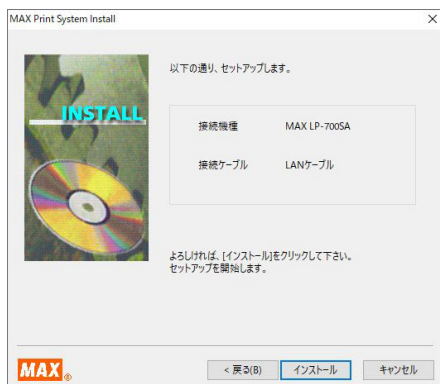 MAX Print System Install
INSTALL
以下の通り、セットアップします。
接続機種 MAX LP-700SA
接続ケーブル LANケーブル
よろしければ、[インストール]をクリックして下さい。
セットアップを開始します。
MAX®
< 戻る(B) インストール キャンセル